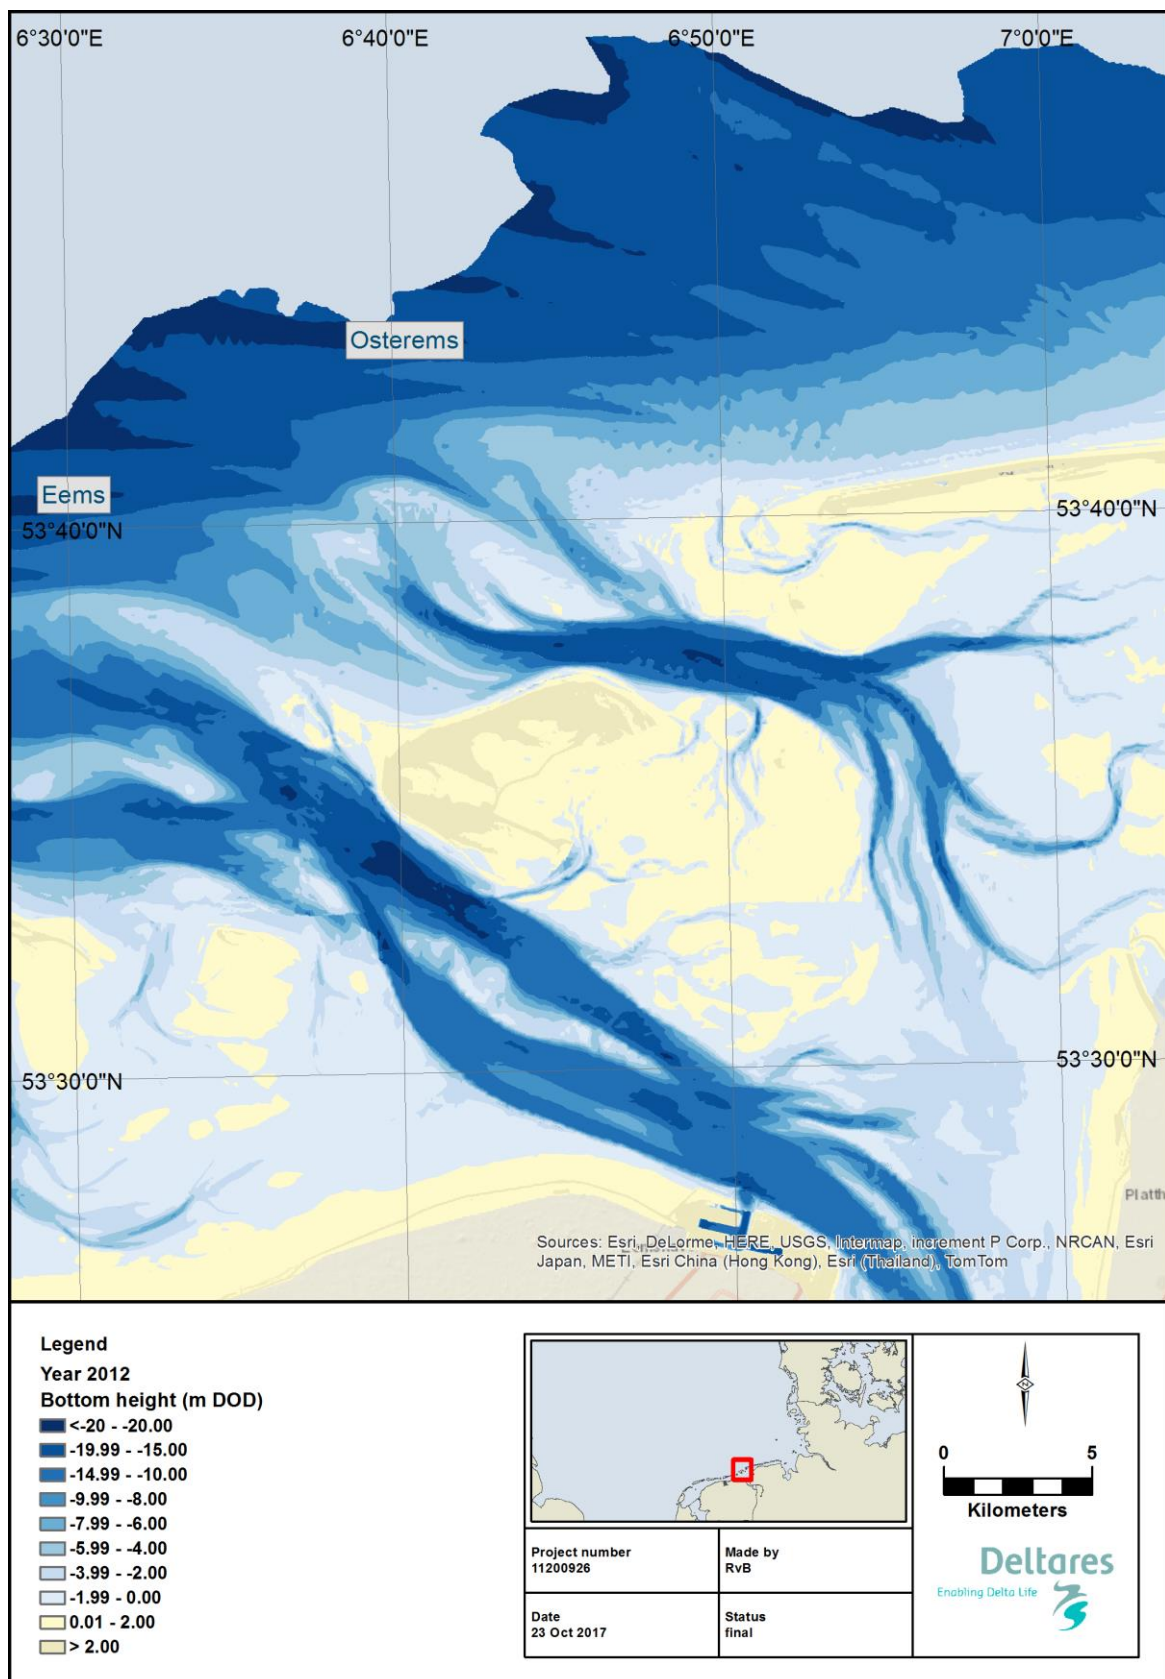 6°30'0"E 6°40'0"E 6°50'0"E 7°0'0"E
Osterems
Eems
53°40'0"N 53°40'0"N
53°30'0"N 53°30'0"N
Platth
Sources: Esri, DeLorme, HERE, USGS, Intermap, increment P Corp., NRCAN, Esri
Japan, METI, Esri China (Hong Kong), Esri (Thailand), TomTom
Legend
Year 2012
Bottom height (m DOD)
<-20 - -20.00
-19.99 - -15.00
-14.99 - -10.00
-9.99 - -8.00
-7.99 - -6.00
-5.99 - -4.00
-3.99 - -2.00
-1.99 - 0.00
0.01 - 2.00
> 2.00
Project number
11200926
Made by
RvB
Date
23 Oct 2017
Status
final
N
0 5
Kilometers
Deltares
Enabling Delta Life